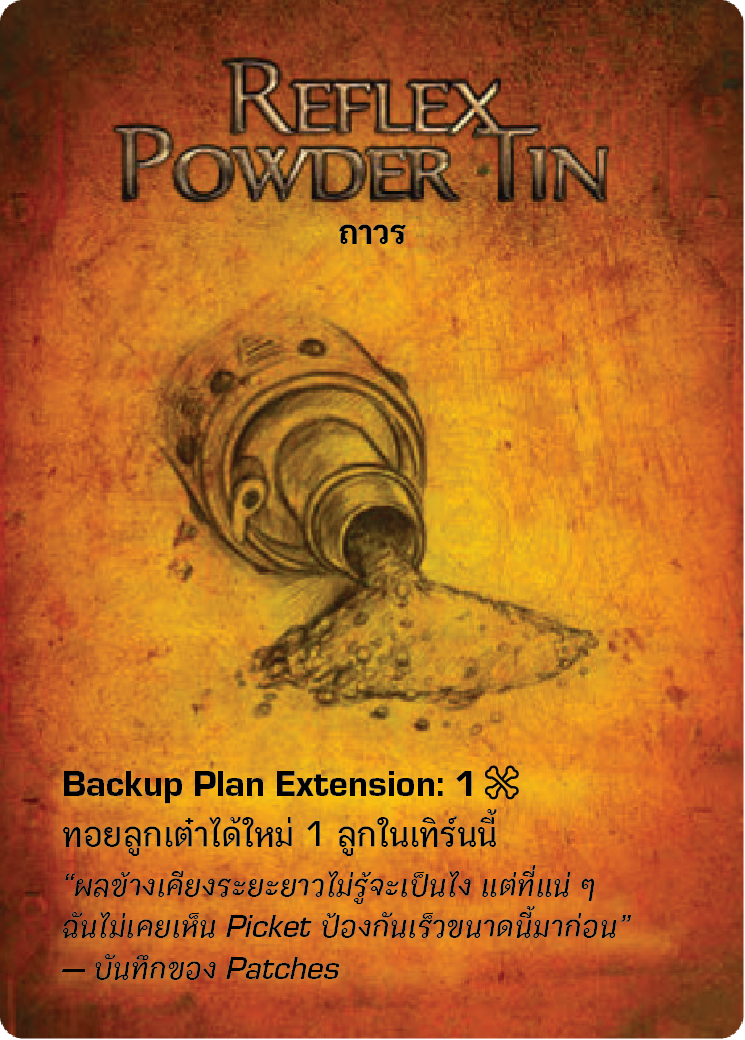 REFLEX
POWDER TIN
ถาวร
Backup Plan Extension: 1
ทอยลูกเต๋าได้ใหม่ 1 ลูกในเทิร์นนี้
“ผลข้างเคียงระยะยาวไม่รู้จะเป็นไง แต่ที่แน่ ๆ
ฉันไม่เคยเห็น Picket ป้องกันเร็วขนาดนี้มาก่อน”
— บันทึกของ Patches